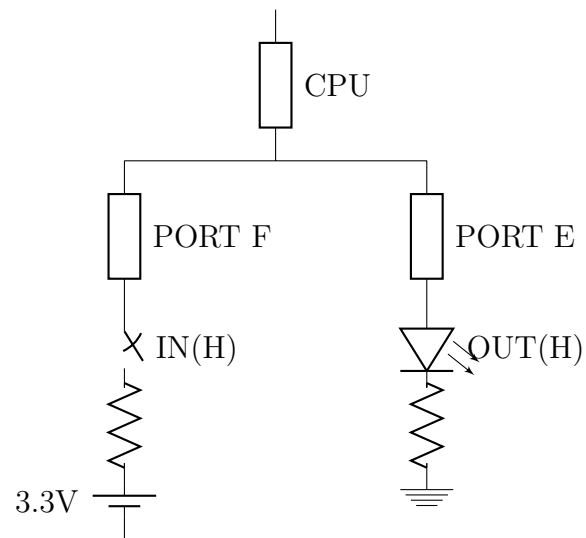 CPU
PORT F
PORT E
IN(H)
OUT(H)
3.3V